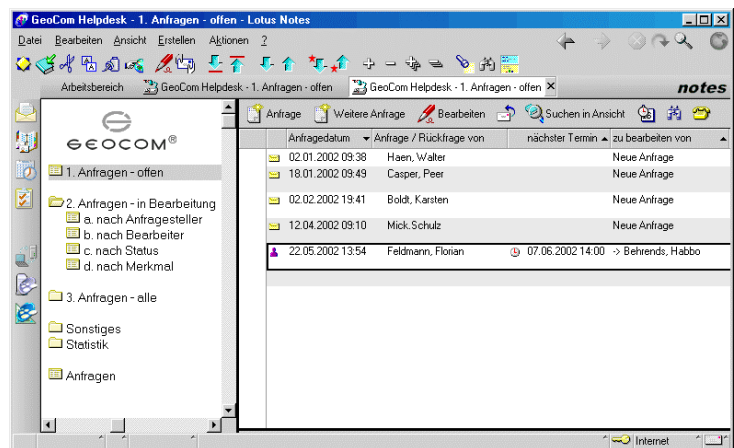 GeoCom Helpdesk - 1. Anfragen - offen - Lotus Notes
Datei Bearbeiten Ansicht Erstellen Aktionen ?
Arbeitsbereich GeoCom Helpdesk - 1. Anfragen - offen GeoCom Helpdesk - 1. Anfragen - offen notes
Anfrage Weitere Anfrage Bearbeiten Suchen in Ansicht
GEOCOM®
1. Anfragen - offen
2. Anfragen - in Bearbeitung
a. nach Anfragesteller
b. nach Bearbeiter
c. nach Status
d. nach Merkmal
3. Anfragen - alle
Sonstiges
Statistik
Anfragen
Anfragedatum Anfrage / Rückfrage von nächster Termin zu bearbeiten von
02.01.2002 09:38 Haen, Walter Neue Anfrage
18.01.2002 09:49 Casper, Peer Neue Anfrage
02.02.2002 19:41 Boldt, Karsten Neue Anfrage
12.04.2002 09:10 Mick.Schulz Neue Anfrage
22.05.2002 13:54 Feldmann, Florian 07.06.2002 14:00 -> Behrends, Habbo
Internet